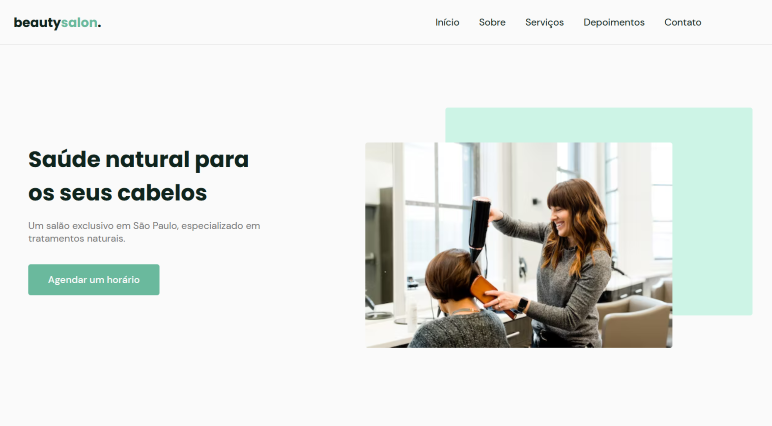 beautysalon.
Início Sobre Serviços Depoimentos Contato
Saúde natural para
os seus cabelos
Um salão exclusivo em São Paulo, especializado em
tratamentos naturais.
Agendar um horário